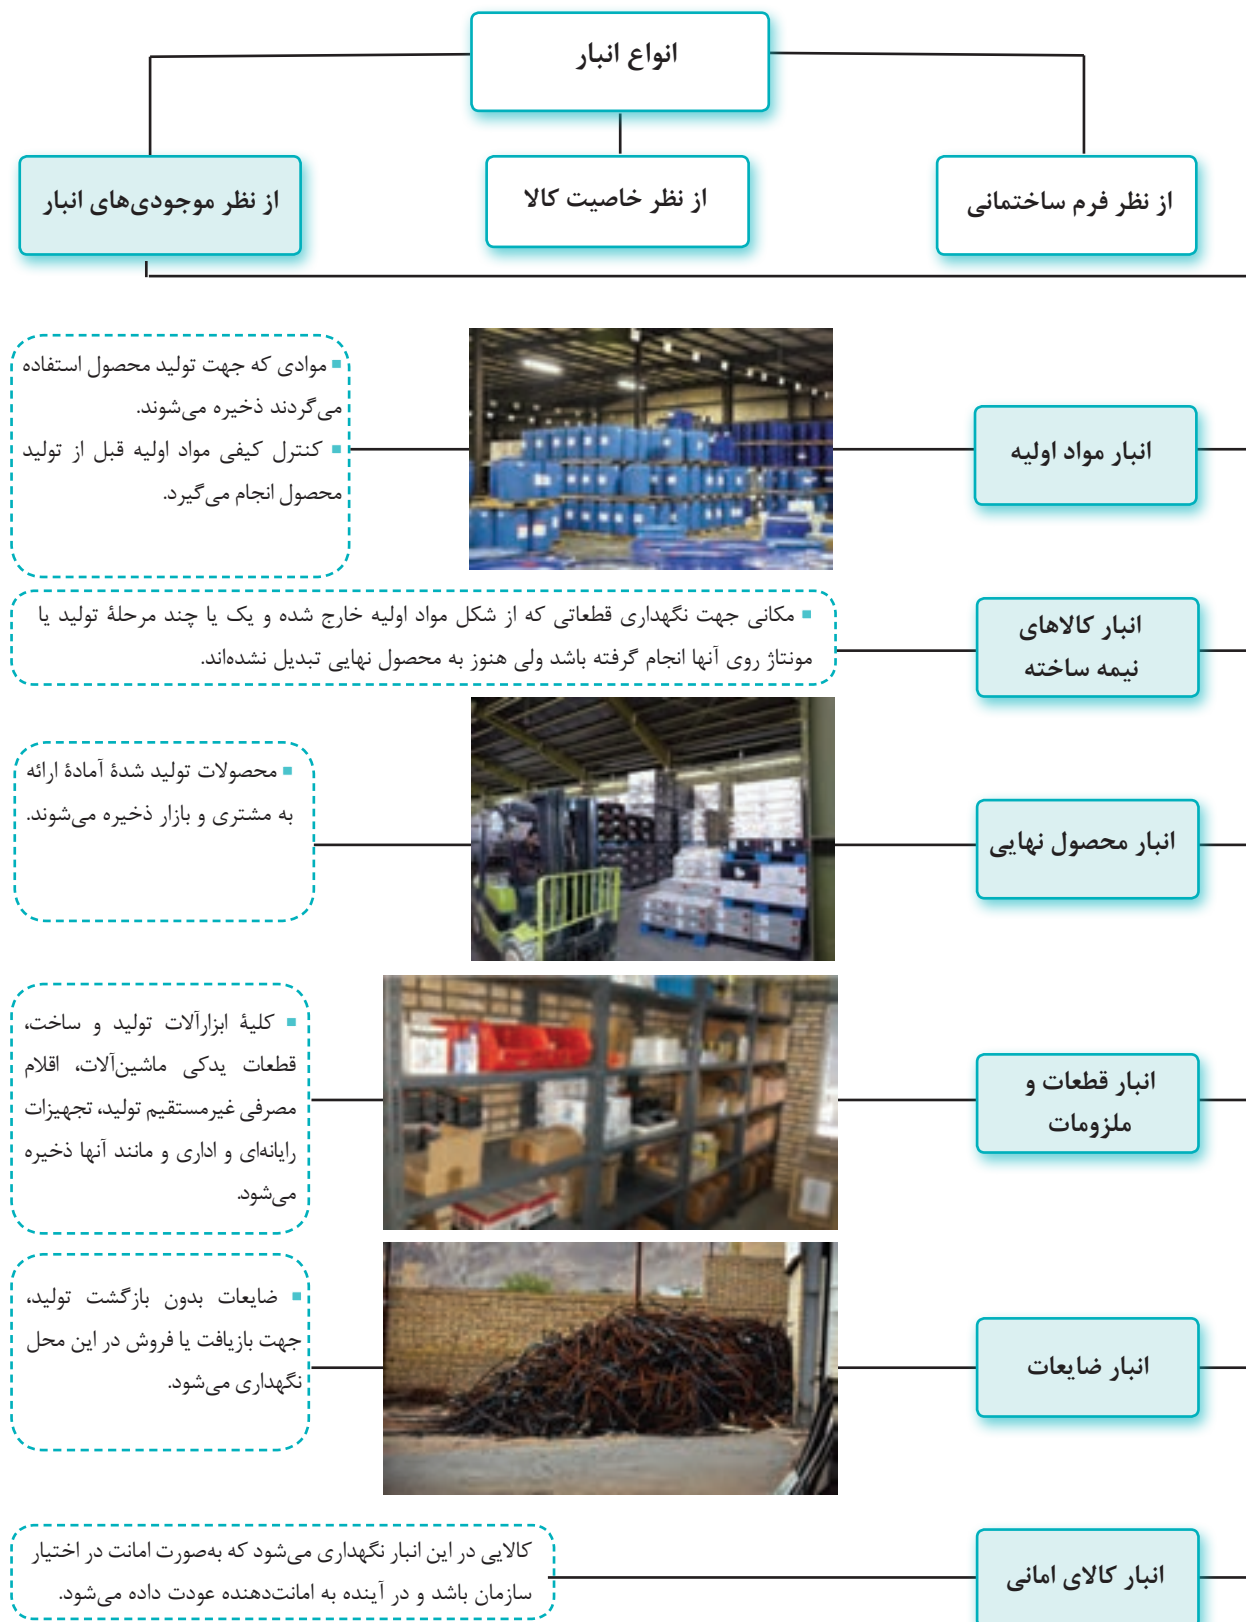 انواع انبار
از نظر فرم ساختمانی
از نظر خاصیت کالا
از نظر موجودی‌های انبار
انبار مواد اولیه
▪ موادی که جهت تولید محصول استفاده
می‌گردند ذخیره می‌شوند.
▪ کنترل کیفی مواد اولیه قبل از تولید
محصول انجام می‌گیرد.
انبار کالاهای
نیمه ساخته
▪ مکانی جهت نگهداری قطعاتی که از شکل مواد اولیه خارج شده و یک یا چند مرحلهٔ تولید یا
مونتاژ روی آنها انجام گرفته باشد ولی هنوز به محصول نهایی تبدیل نشده‌اند.
انبار محصول نهایی
▪ محصولات تولید شدهٔ آمادهٔ ارائه
به مشتری و بازار ذخیره می‌شوند.
انبار قطعات و
ملزومات
▪ کلیهٔ ابزارآلات تولید و ساخت،
قطعات یدکی ماشین‌آلات، اقلام
مصرفی غیرمستقیم تولید، تجهیزات
رایانه‌ای و اداری و مانند آنها ذخیره
می‌شود.
انبار ضایعات
▪ ضایعات بدون بازگشت تولید،
جهت بازیافت یا فروش در این محل
نگهداری می‌شود.
انبار کالای امانی
کالایی در این انبار نگهداری می‌شود که به‌صورت امانت در اختیار
سازمان باشد و در آینده به امانت‌دهنده عودت داده می‌شود.